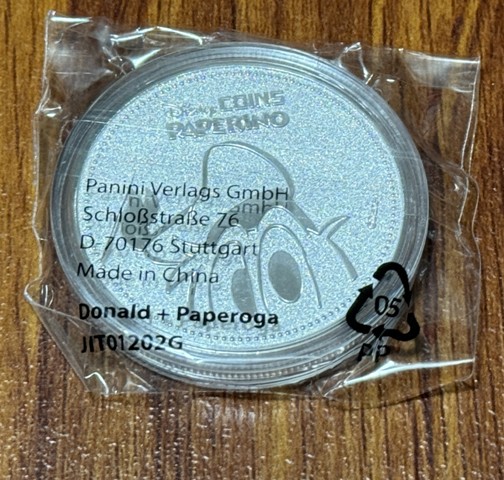 Disney COINS
PAPERINO
Panini Verlags GmbH
Schloßstraße 76
D-70176 Stuttgart
Made in China
Donald + Paperoga
JIT01202G
05
PP